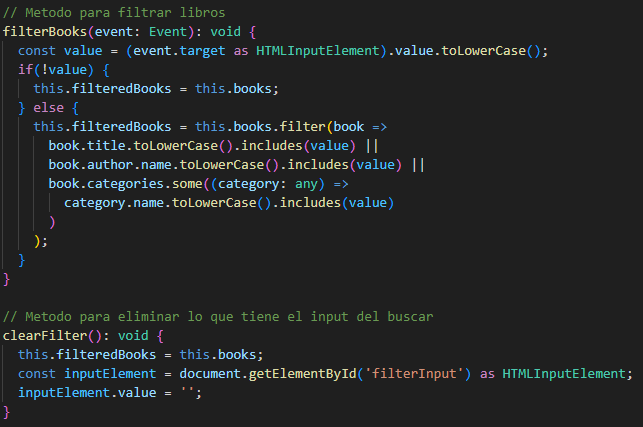 // Metodo para filtrar libros
filterBooks(event: Event): void {
  const value = (event.target as HTMLInputElement).value.toLowerCase();
  if(!value) {
    this.filteredBooks = this.books;
  } else {
    this.filteredBooks = this.books.filter(book =>
      book.title.toLowerCase().includes(value) ||
      book.author.name.toLowerCase().includes(value) ||
      book.categories.some((category: any) =>
        category.name.toLowerCase().includes(value)
      )
    );
  }
}

// Metodo para eliminar lo que tiene el input del buscar
clearFilter(): void {
  this.filteredBooks = this.books;
  const inputElement = document.getElementById('filterInput') as HTMLInputElement;
  inputElement.value = '';
}